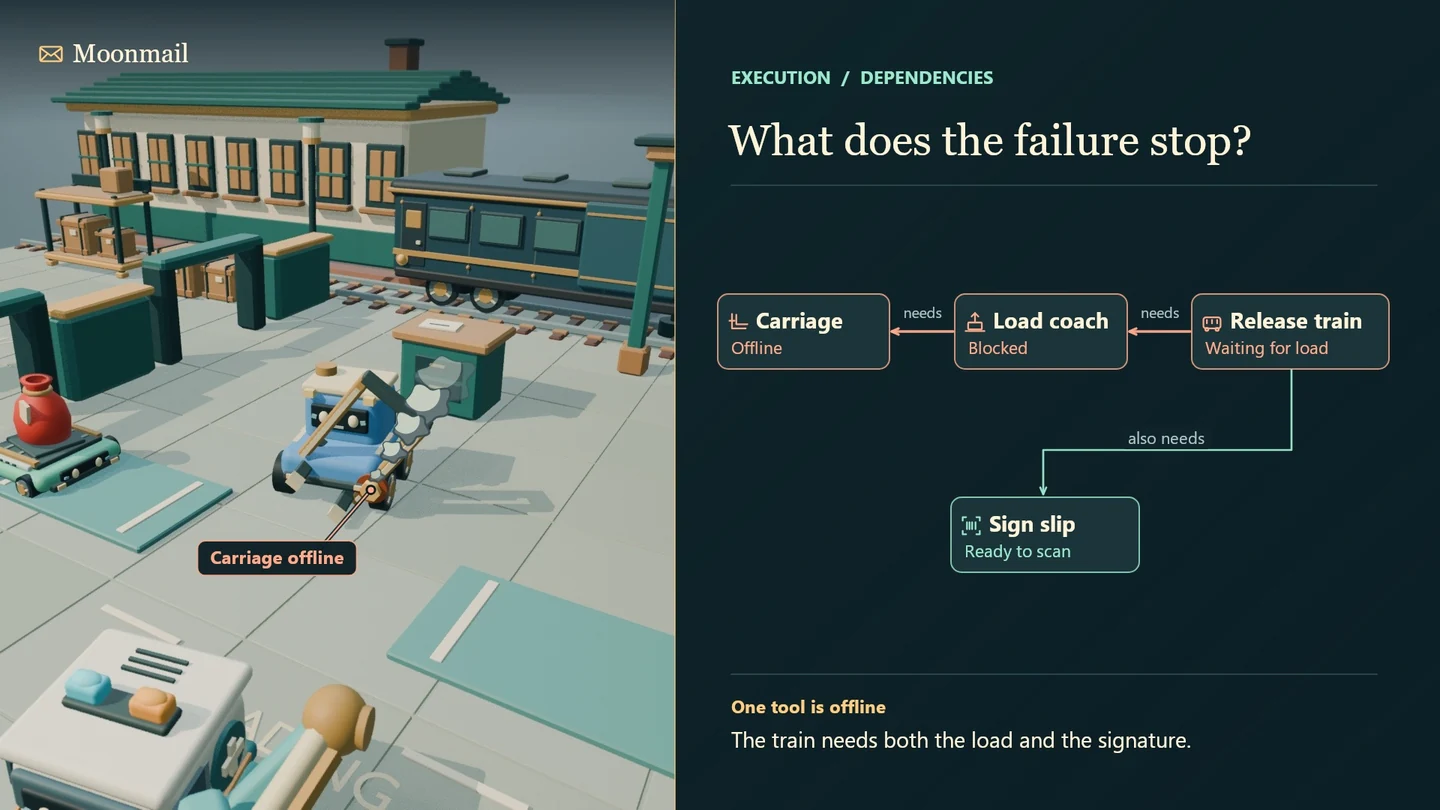 Moonmail
Carriage offline
EXECUTION / DEPENDENCIES
What does the failure stop?
Carriage
Offline
needs
Load coach
Blocked
needs
Release train
Waiting for load
also needs
Sign slip
Ready to scan
One tool is offline
The train needs both the load and the signature.